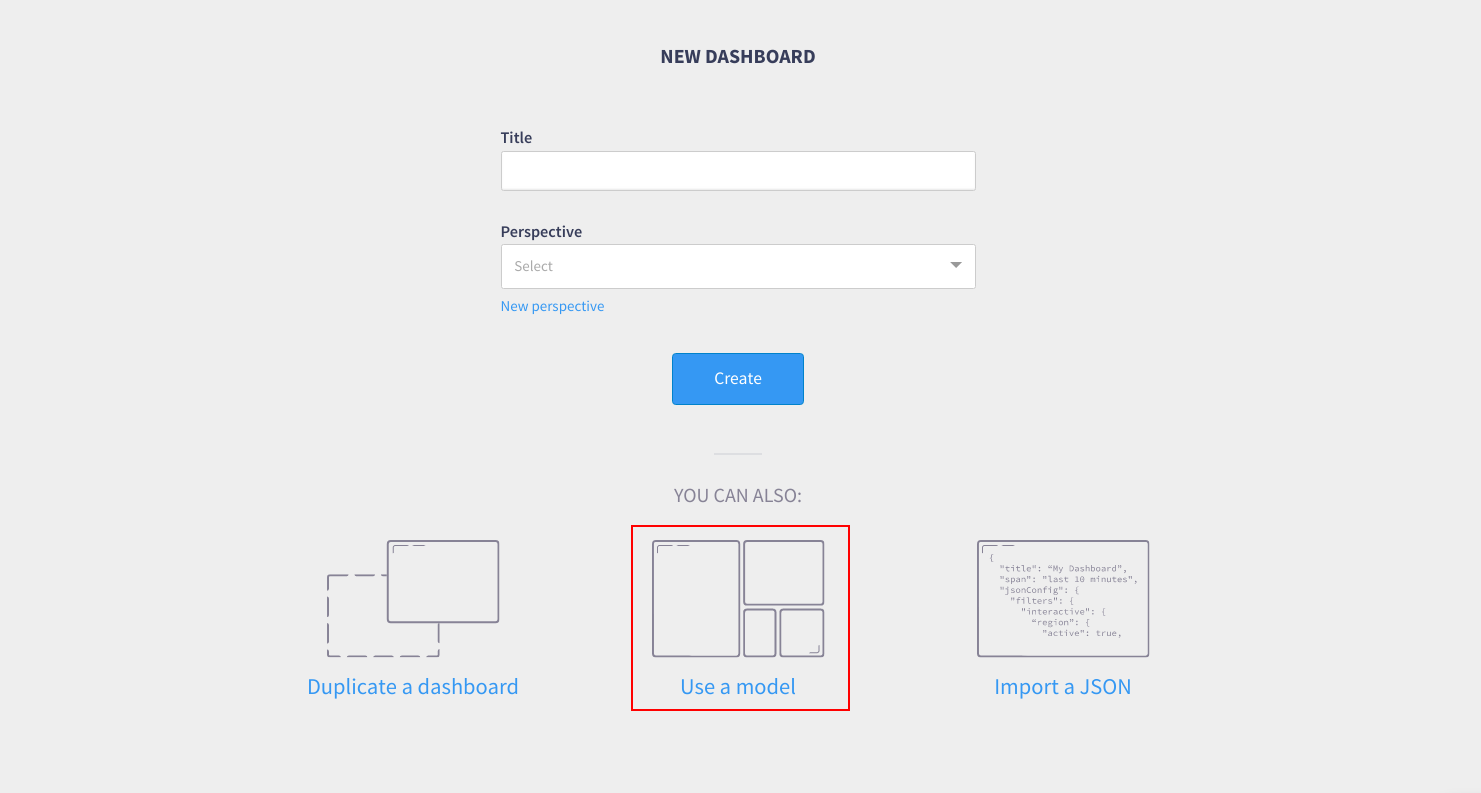 NEW DASHBOARD
Title
Perspective
Select
New perspective
Create
YOU CAN ALSO:
{
"title": “My Dashboard”,
"span": "last 10 minutes",
"jsonConfig": {
"filters": {
"interactive": {
“region": {
"active": true,
Duplicate a dashboard
Use a model
Import a JSON